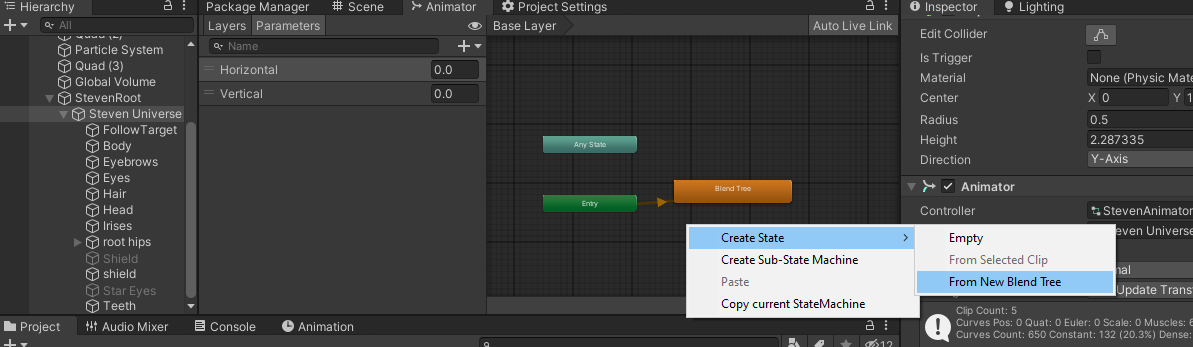 Hierarchy
All
Quad (2)
Particle System
Quad (3)
Global Volume
StevenRoot
Steven Universe
FollowTarget
Body
Eyebrows
Eyes
Hair
Head
Irises
root hips
Shield
shield
Star Eyes
Teeth
Package Manager
Scene
Animator
Project Settings
Layers
Parameters
Name
Horizontal
0.0
Vertical
0.0
Base Layer
Auto Live Link
Any State
Entry
Blend Tree
Create State
Create Sub-State Machine
Paste
Copy current StateMachine
Empty
From Selected Clip
From New Blend Tree
Inspector
Lighting
Edit Collider
Is Trigger
Material
None (Physic Mate
Center
X 0
Y 1
Radius
0.5
Height
2.287335
Direction
Y-Axis
Animator
Controller
StevenAnimator
Steven Universe
mal
Update Transf
Clip Count: 5
Curves Pos: 0 Quat: 0 Euler: 0 Scale: 0 Muscles: 6
Curves Count: 650 Constant: 132 (20.3%) Dense:
Project
Audio Mixer
Console
Animation
12